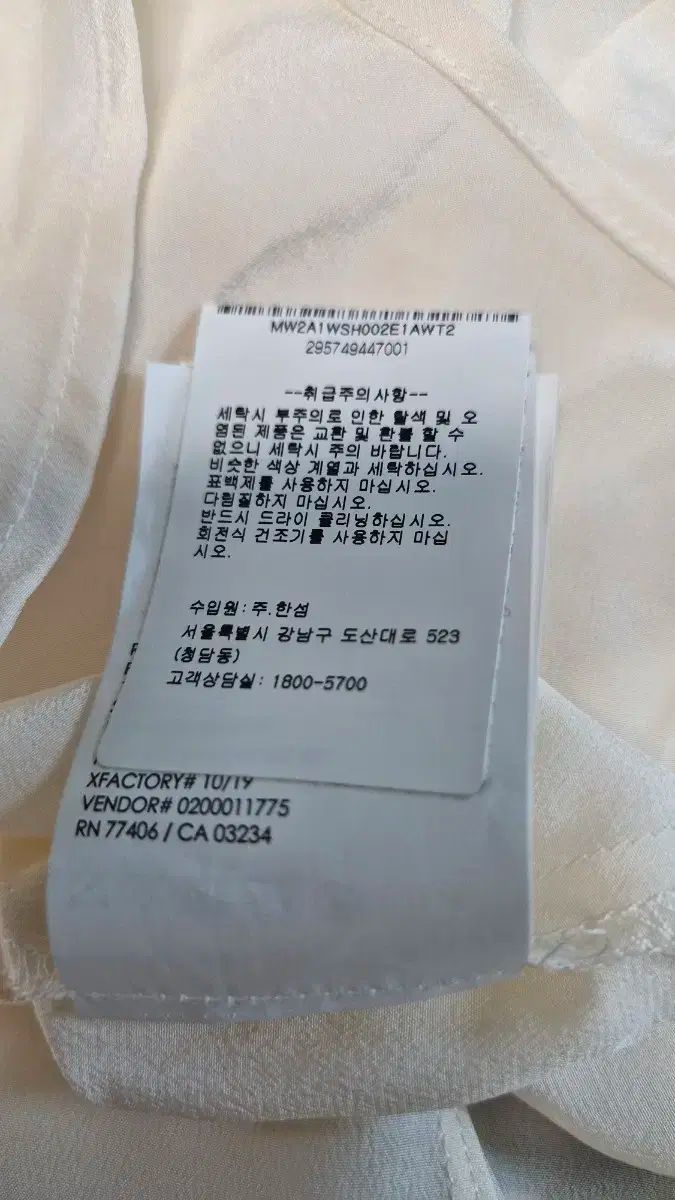 MW2A1WSH002E1AWT2
295749447001
--취급주의사항--
세탁시 부주의로 인한 탈색 및 오
염된 제품은 교환 및 환불 할 수
없으니 세탁시 주의 바랍니다.
비슷한 색상 계열과 세탁하십시오.
표백제를 사용하지 마십시오.
다림질하지 마십시오.
반드시 드라이 클리닝하십시오.
회전식 건조기를 사용하지 마십
시오.
수입원: 주.한섬
서울특별시 강남구 도산대로 523
(청담동)
고객상담실: 1800-5700
XFACTORY# 10/19
VENDOR# 0200011775
RN 77406 / CA 03234